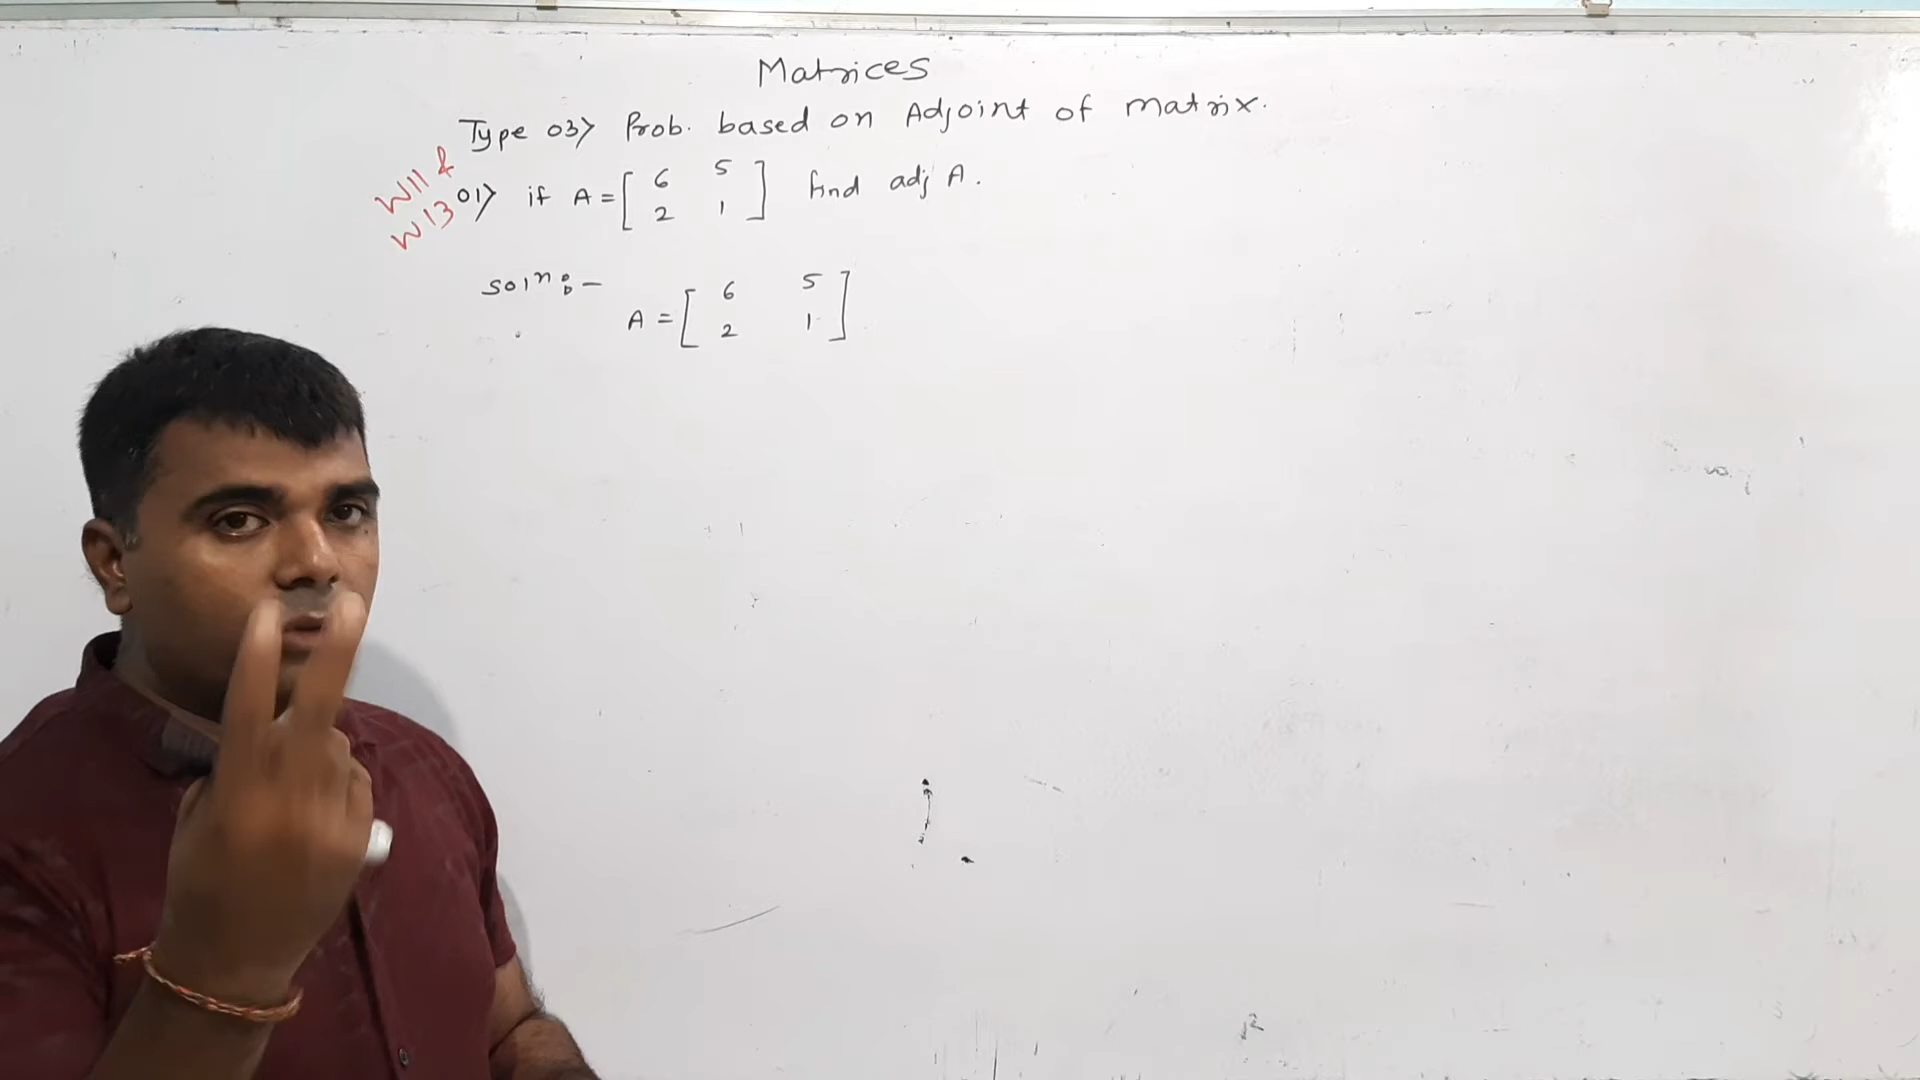 Matrices
Type 03> Prob. based on Adjoint of matrix.
W11 &
W13
01> if A = [ 6 5 find adj A.
2 1 ]
Soln :-
A = [ 6 5
2 1 ]